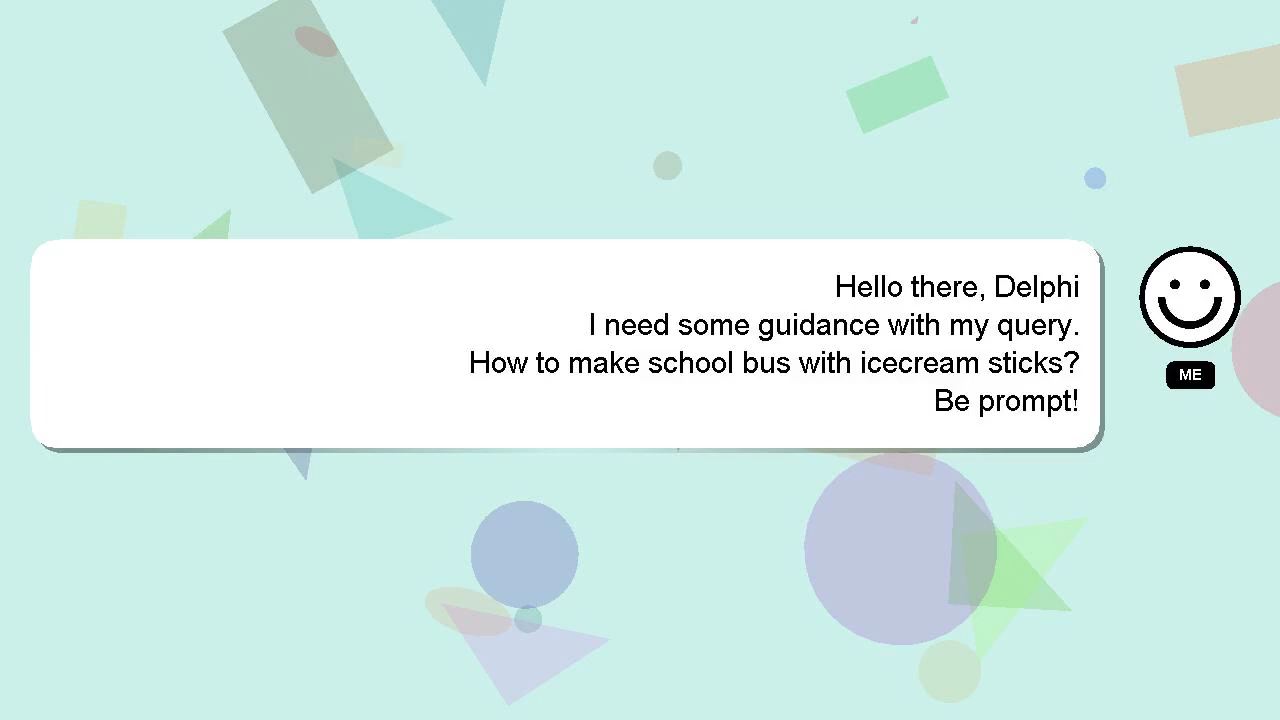 Hello there, Delphi
I need some guidance with my query.
How to make school bus with icecream sticks?
Be prompt!
ME